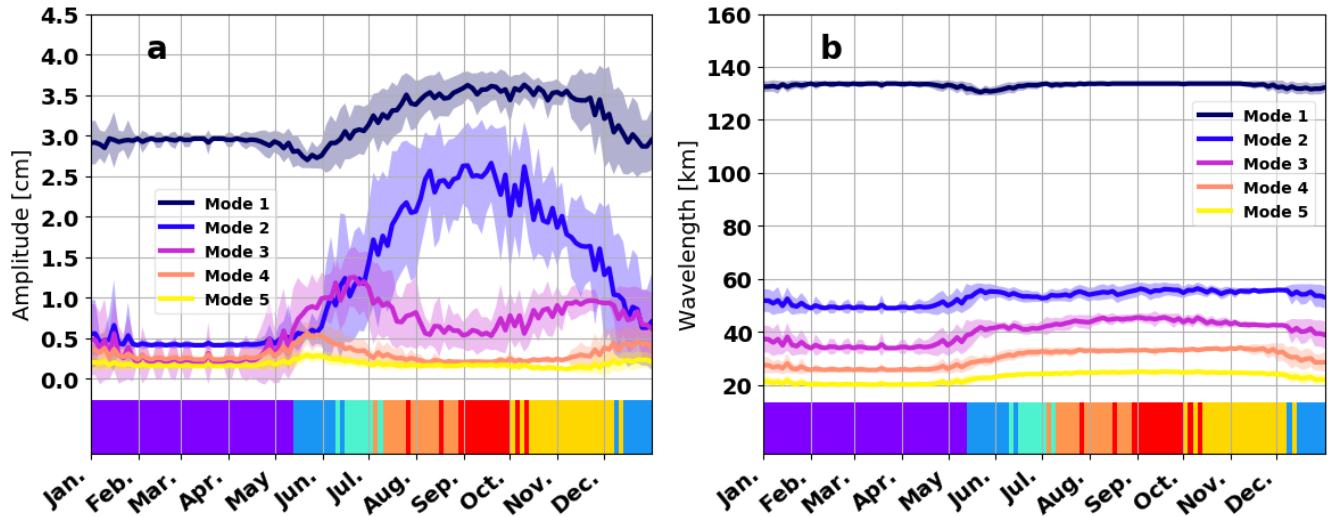 a
Amplitude [cm]
4.5
4.0
3.5
3.0
2.5
2.0
1.5
1.0
0.5
0.0
Mode 1
Mode 2
Mode 3
Mode 4
Mode 5
Jan.
Feb.
Mar.
Apr.
May
Jun.
Jul.
Aug.
Sep.
Oct.
Nov.
Dec.
b
Wavelength [km]
160
140
120
100
80
60
40
20
Mode 1
Mode 2
Mode 3
Mode 4
Mode 5
Jan.
Feb.
Mar.
Apr.
May
Jun.
Jul.
Aug.
Sep.
Oct.
Nov.
Dec.